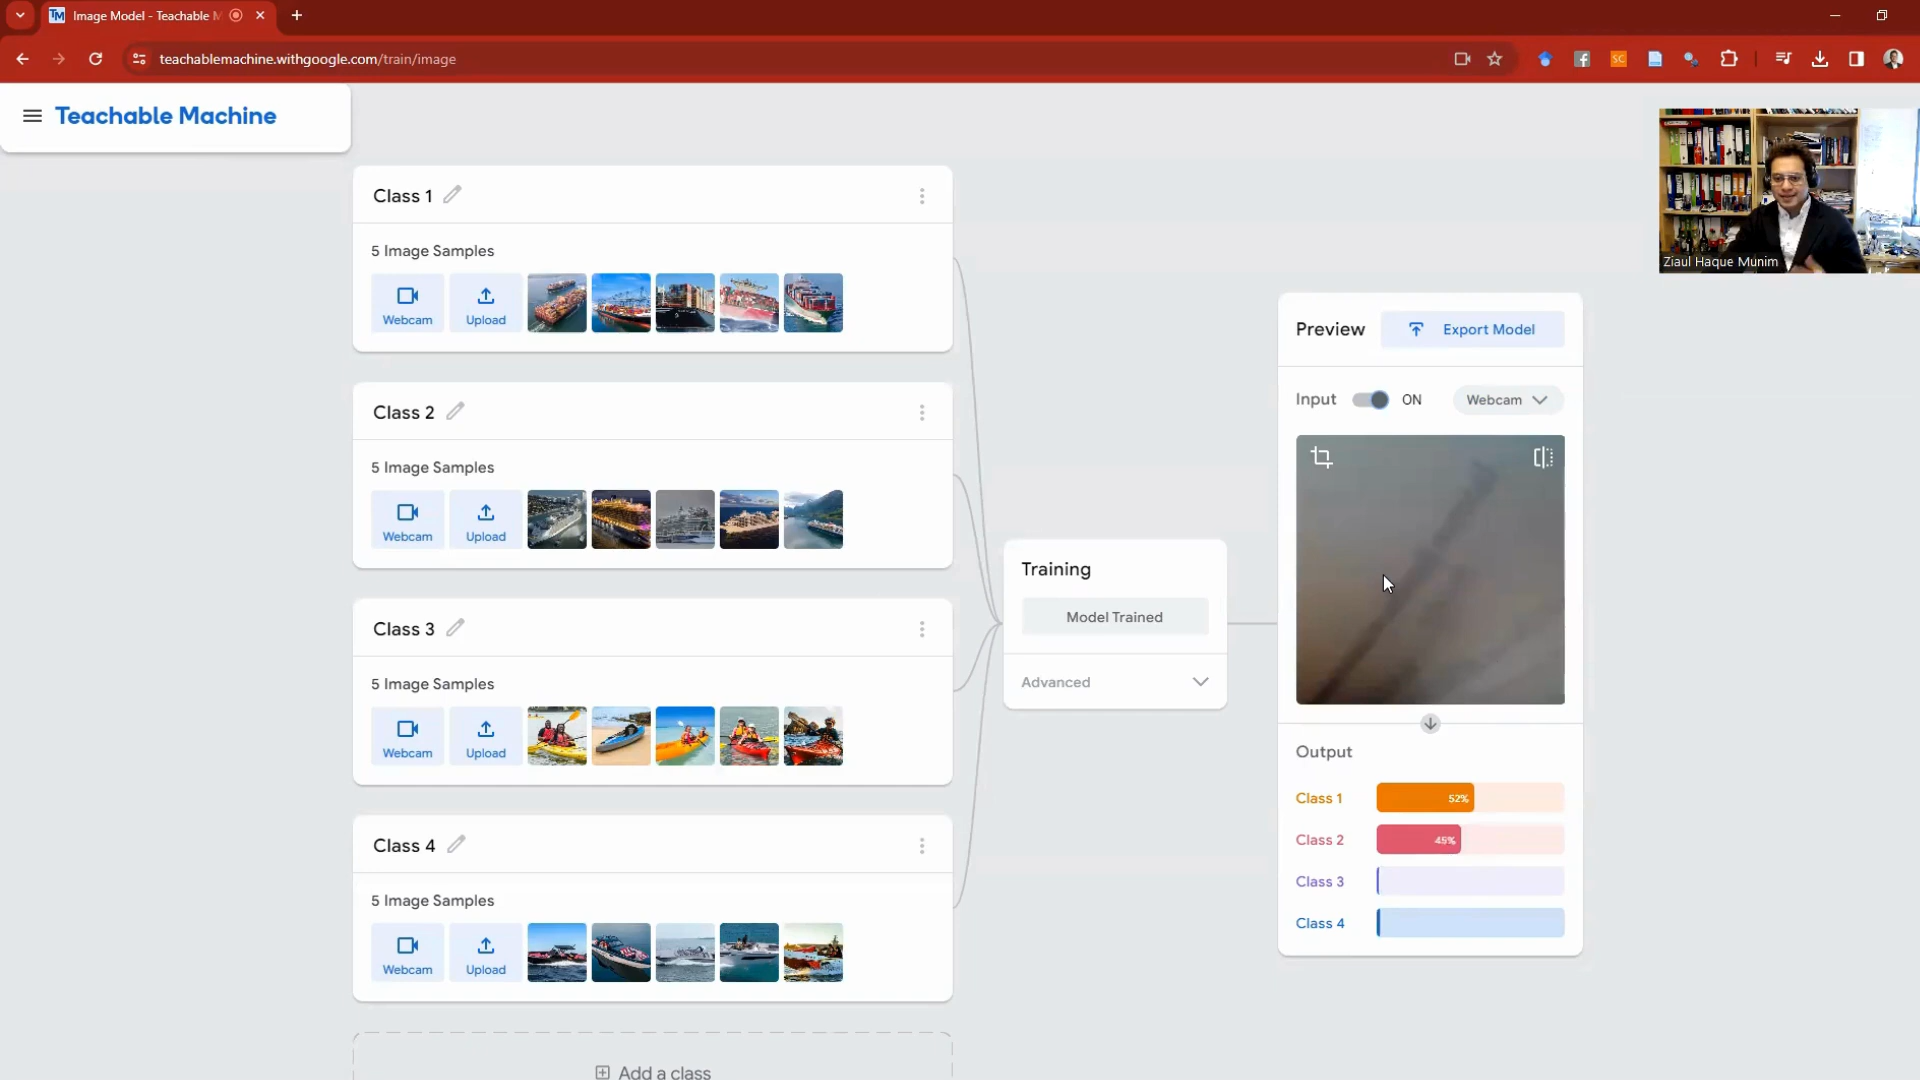 Image Model - Teachable M
teachablemachine.withgoogle.com/train/image
SC
Teachable Machine
Ziaul Haque Munim
Class 1
5 Image Samples
Webcam
Upload
Class 2
5 Image Samples
Webcam
Upload
Class 3
5 Image Samples
Webcam
Upload
Class 4
5 Image Samples
Webcam
Upload
Add a class
Training
Model Trained
Advanced
Preview
Export Model
Input ON Webcam
Output
Class 1 52%
Class 2 45%
Class 3
Class 4